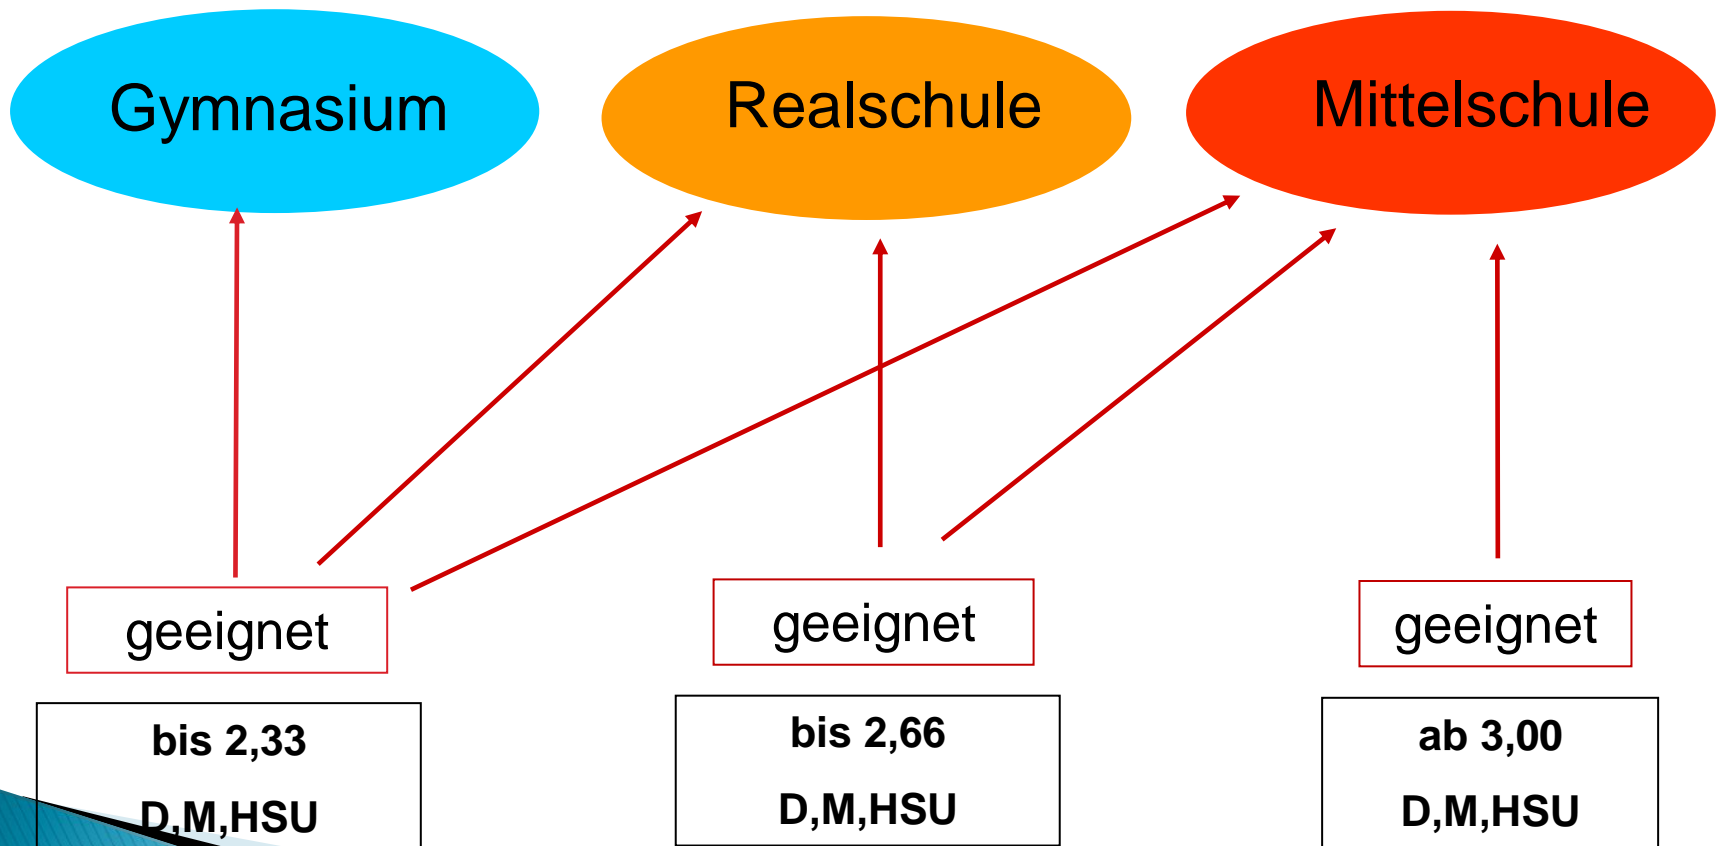 Gymnasium
Realschule
Mittelschule
geeignet
geeignet
geeignet
bis 2,33
D,M,HSU
bis 2,66
D,M,HSU
ab 3,00
D,M,HSU